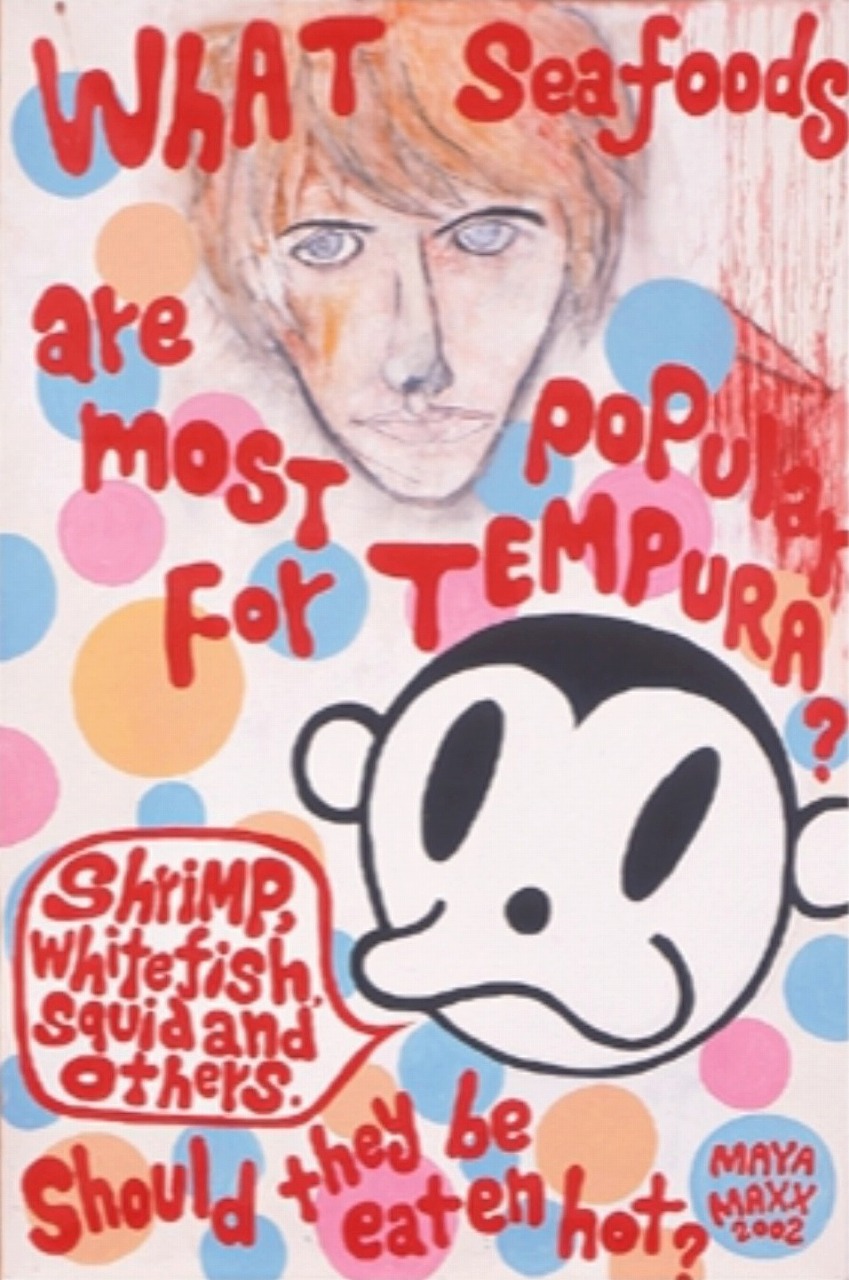 WhAT Seafoods
are
mosT popular
For TEMPURA?
ShriMP,
whitefish,
squid and
others.
Should they be
eaten hot?
MAYA
MAXX
2002